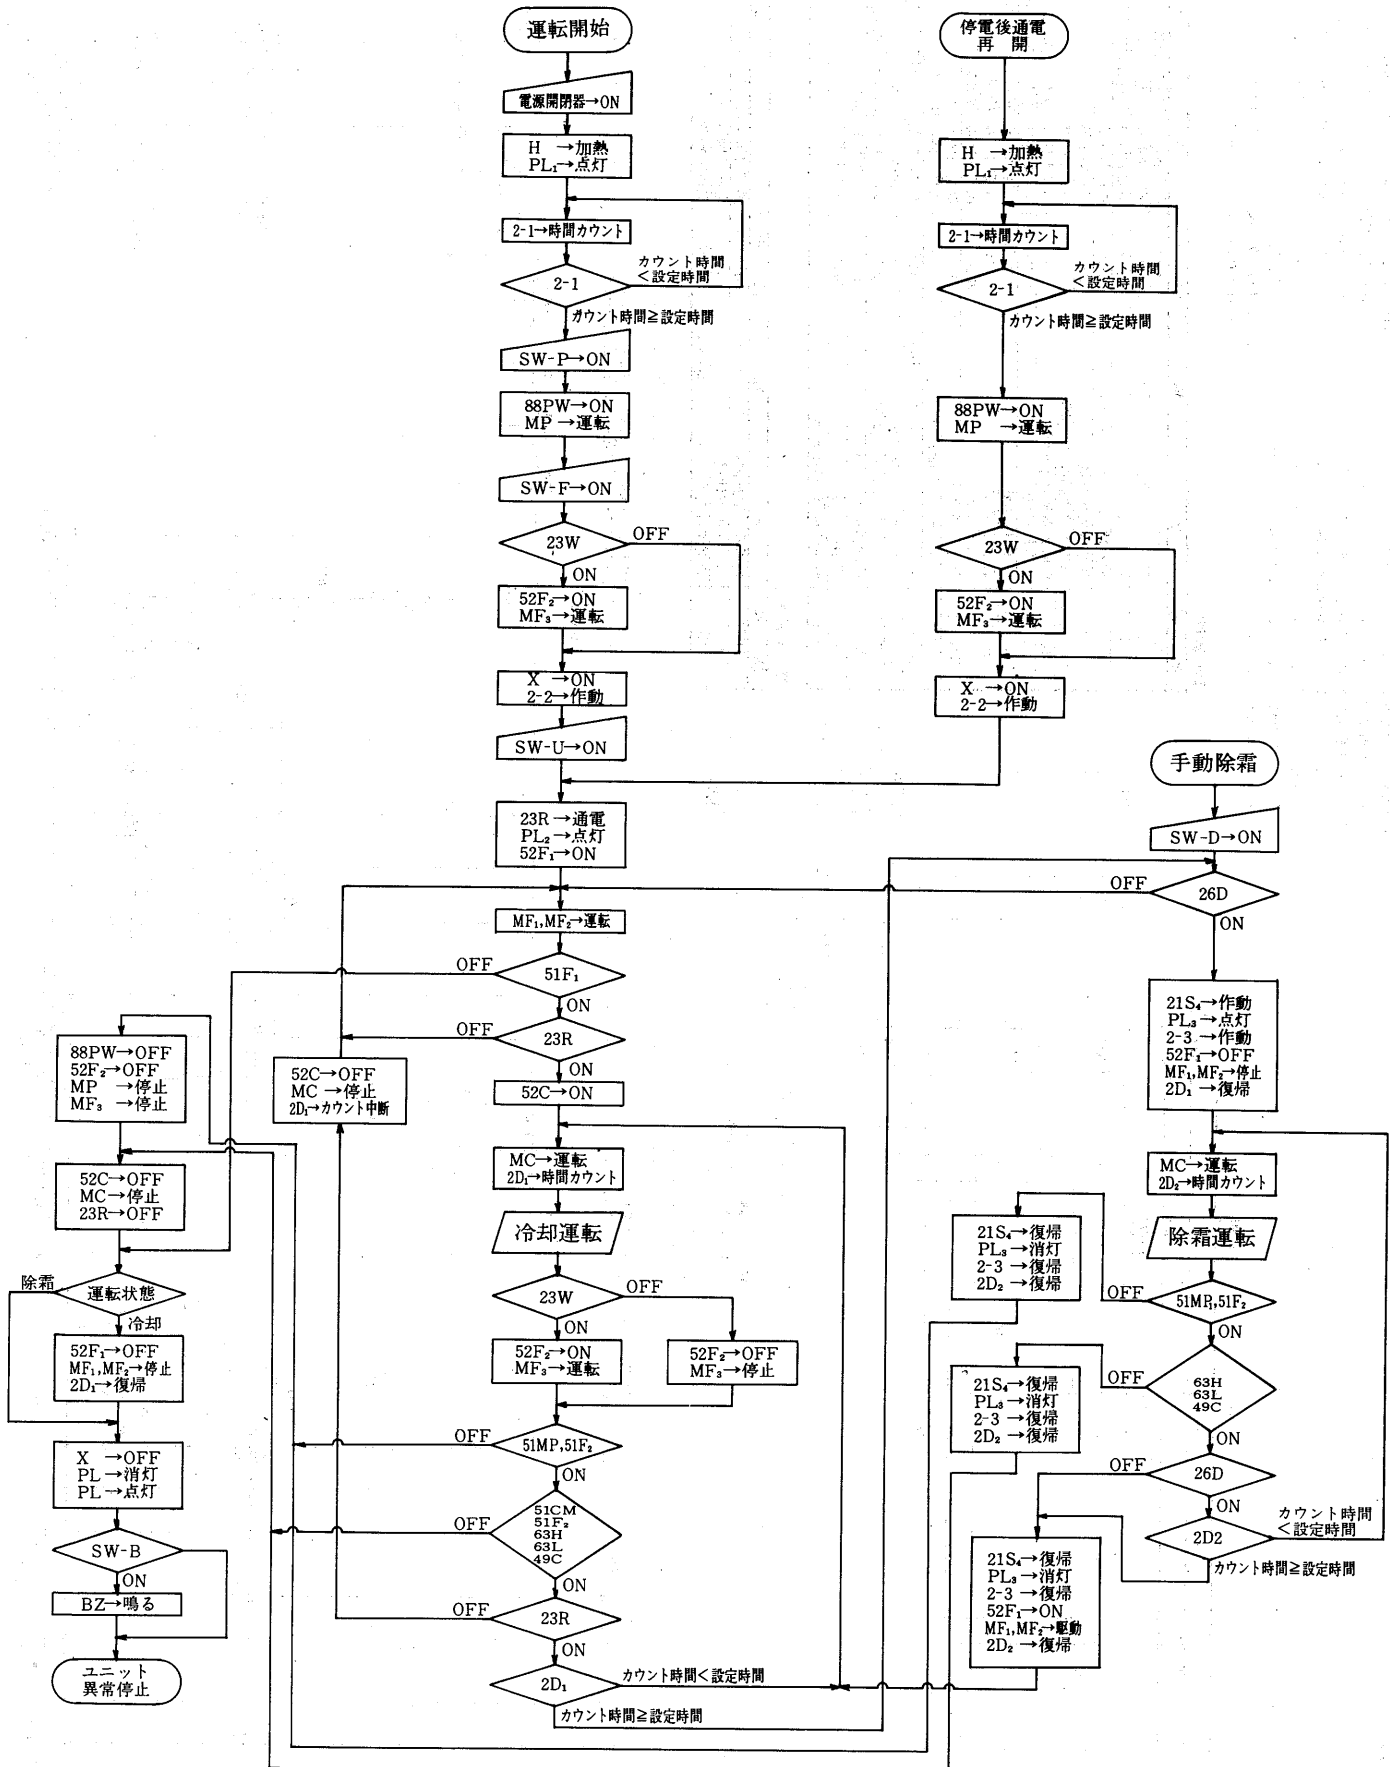 運転開始
電源開閉器→ON
H →加熱
PL₁→点灯
2-1→時間カウント
カウント時間
<設定時間
2-1
カウント時間≧設定時間
SW-P→ON
88PW→ON
MP →運転
SW-F→ON
23W
OFF
ON
52F₂→ON
MF₃→運転
X →ON
2-2→作動
SW-U→ON
23R→通電
PL₂→点灯
52F₁→ON
MF₁,MF₂→運転
51F₁
OFF
ON
23R
OFF
ON
52C→ON
MC→運転
2D₁→時間カウント
冷却運転
23W
OFF
ON
52F₂→ON
MF₃→運転
52F₂→OFF
MF₃→停止
51MP,51F₂
OFF
ON
51CM
51F₂
63H
63L
49C
OFF
ON
23R
OFF
ON
2D₁
カウント時間<設定時間
カウント時間≧設定時間
52C→OFF
MC →停止
2D₁→カウント中断
88PW→OFF
52F₂→OFF
MP →停止
MF₃ →停止
52C→OFF
MC→停止
23R→OFF
運転状態
除霜
冷却
52F₁→OFF
MF₁,MF₂→停止
2D₁→復帰
X →OFF
PL→消灯
PL→点灯
SW-B
ON
BZ→鳴る
ユニット
異常停止
停電後通電
再 開
H →加熱
PL₁→点灯
2-1→時間カウント
カウント時間
<設定時間
2-1
カウント時間≧設定時間
88PW→ON
MP →運転
23W
OFF
ON
52F₂→ON
MF₃→運転
X →ON
2-2→作動
手動除霜
SW-D→ON
26D
OFF
ON
21S₄→作動
PL₃→点灯
2-3→作動
52F₁→OFF
MF₁,MF₂→停止
2D₁→復帰
MC→運転
2D₂→時間カウント
除霜運転
51MP,51F₂
OFF
ON
21S₄→復帰
PL₃→消灯
2-3→復帰
2D₂→復帰
63H
63L
49C
OFF
ON
21S₄→復帰
PL₃→消灯
2-3→復帰
2D₂→復帰
26D
OFF
ON
2D2
カウント時間
<設定時間
カウント時間≧設定時間
21S₄→復帰
PL₃→消灯
2-3→復帰
52F₁→ON
MF₁,MF₂→駆動
2D₂→復帰